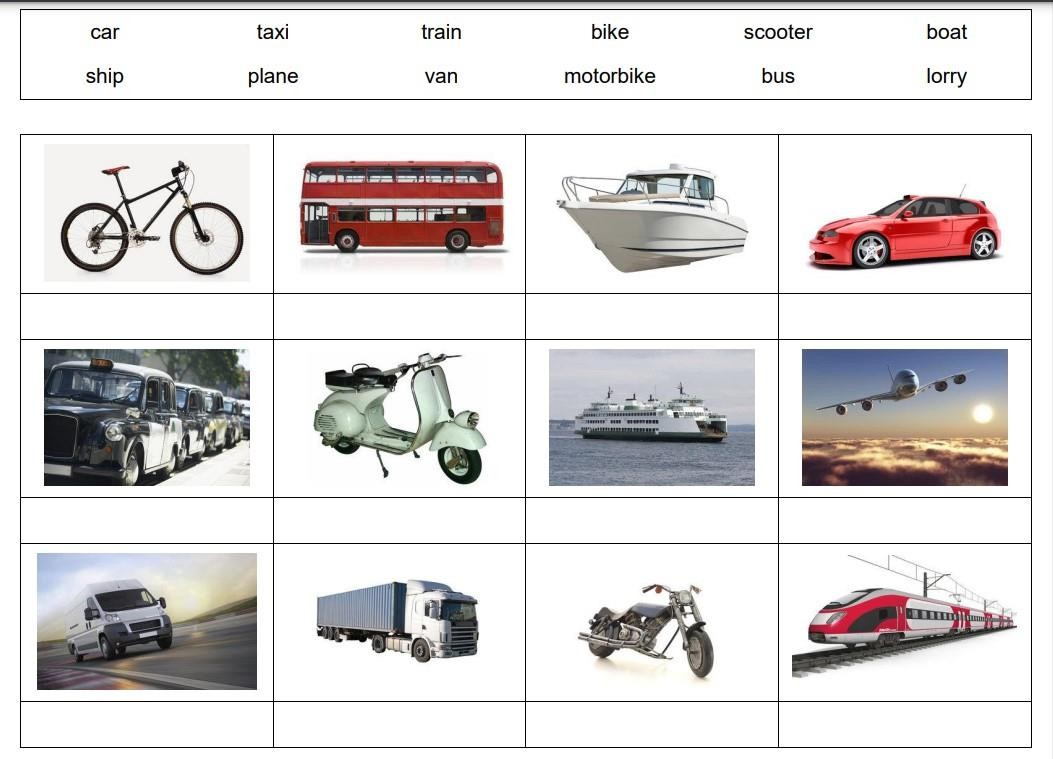 car taxi train bike scooter boat
ship plane van motorbike bus lorry